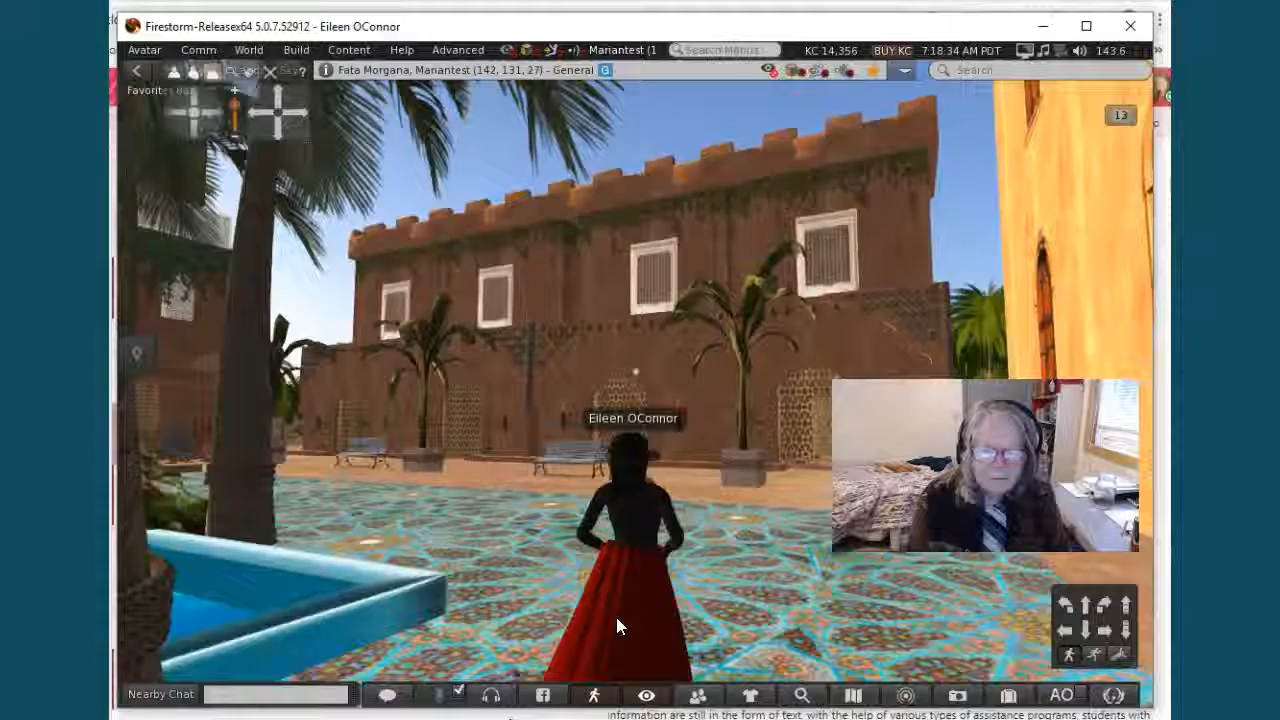 Firestorm-Releasex64 5.0.7.52912 - Eileen OConnor
Avatar Comm World Build Content Help Advanced Mariantest (1 Search Menus KC 14,356 BUY KC 7:18:34 AM PDT 143.6
Fata Morgana, Mariantest (142, 131, 27) - General G Search
13
Eileen OConnor
Nearby Chat AO
information are still in the form of text, with the help of various types of assistance programs, students with